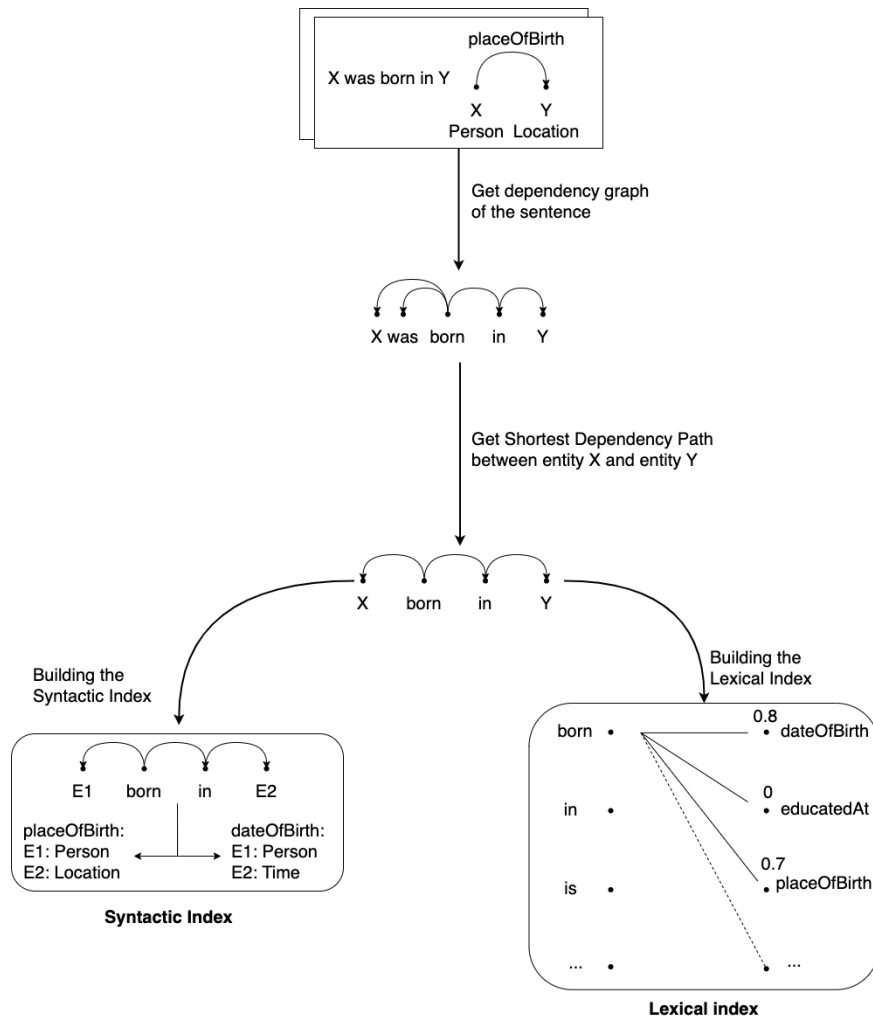 placeOfBirth
X was born in Y
X Y
Person Location
Get dependency graph
of the sentence
X was born in Y
Get Shortest Dependency Path
between entity X and entity Y
X born in Y
Building the
Syntactic Index
E1 born in E2
placeOfBirth:
E1: Person
E2: Location
dateOfBirth:
E1: Person
E2: Time
Syntactic Index
Building the
Lexical Index
0.8
born dateOfBirth
0
in educatedAt
0.7
is placeOfBirth
... ...
Lexical index